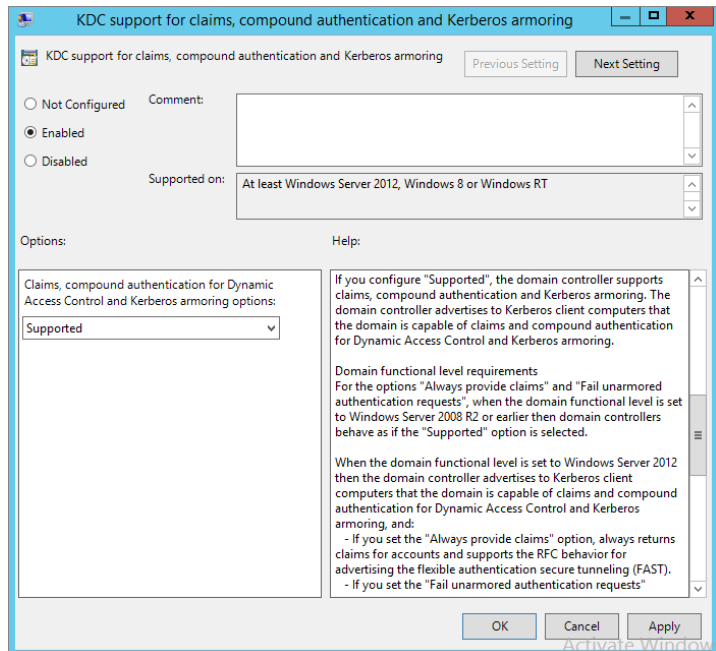 KDC support for claims, compound authentication and Kerberos armoring
KDC support for claims, compound authentication and Kerberos armoring
Previous Setting
Next Setting
Not Configured
Comment:
Enabled
Disabled
Supported on:
At least Windows Server 2012, Windows 8 or Windows RT
Options:
Help:
Claims, compound authentication for Dynamic
Access Control and Kerberos armoring options:
Supported
If you configure "Supported", the domain controller supports
claims, compound authentication and Kerberos armoring. The
domain controller advertises to Kerberos client computers that
the domain is capable of claims and compound authentication
for Dynamic Access Control and Kerberos armoring.
Domain functional level requirements
For the options "Always provide claims" and "Fail unarmored
authentication requests", when the domain functional level is set
to Windows Server 2008 R2 or earlier then domain controllers
behave as if the "Supported" option is selected.
When the domain functional level is set to Windows Server 2012
then the domain controller advertises to Kerberos client
computers that the domain is capable of claims and compound
authentication for Dynamic Access Control and Kerberos
armoring, and:
- If you set the "Always provide claims" option, always returns
claims for accounts and supports the RFC behavior for
advertising the flexible authentication secure tunneling (FAST).
- If you set the "Fail unarmored authentication requests"
OK
Cancel
Apply
Activate Window